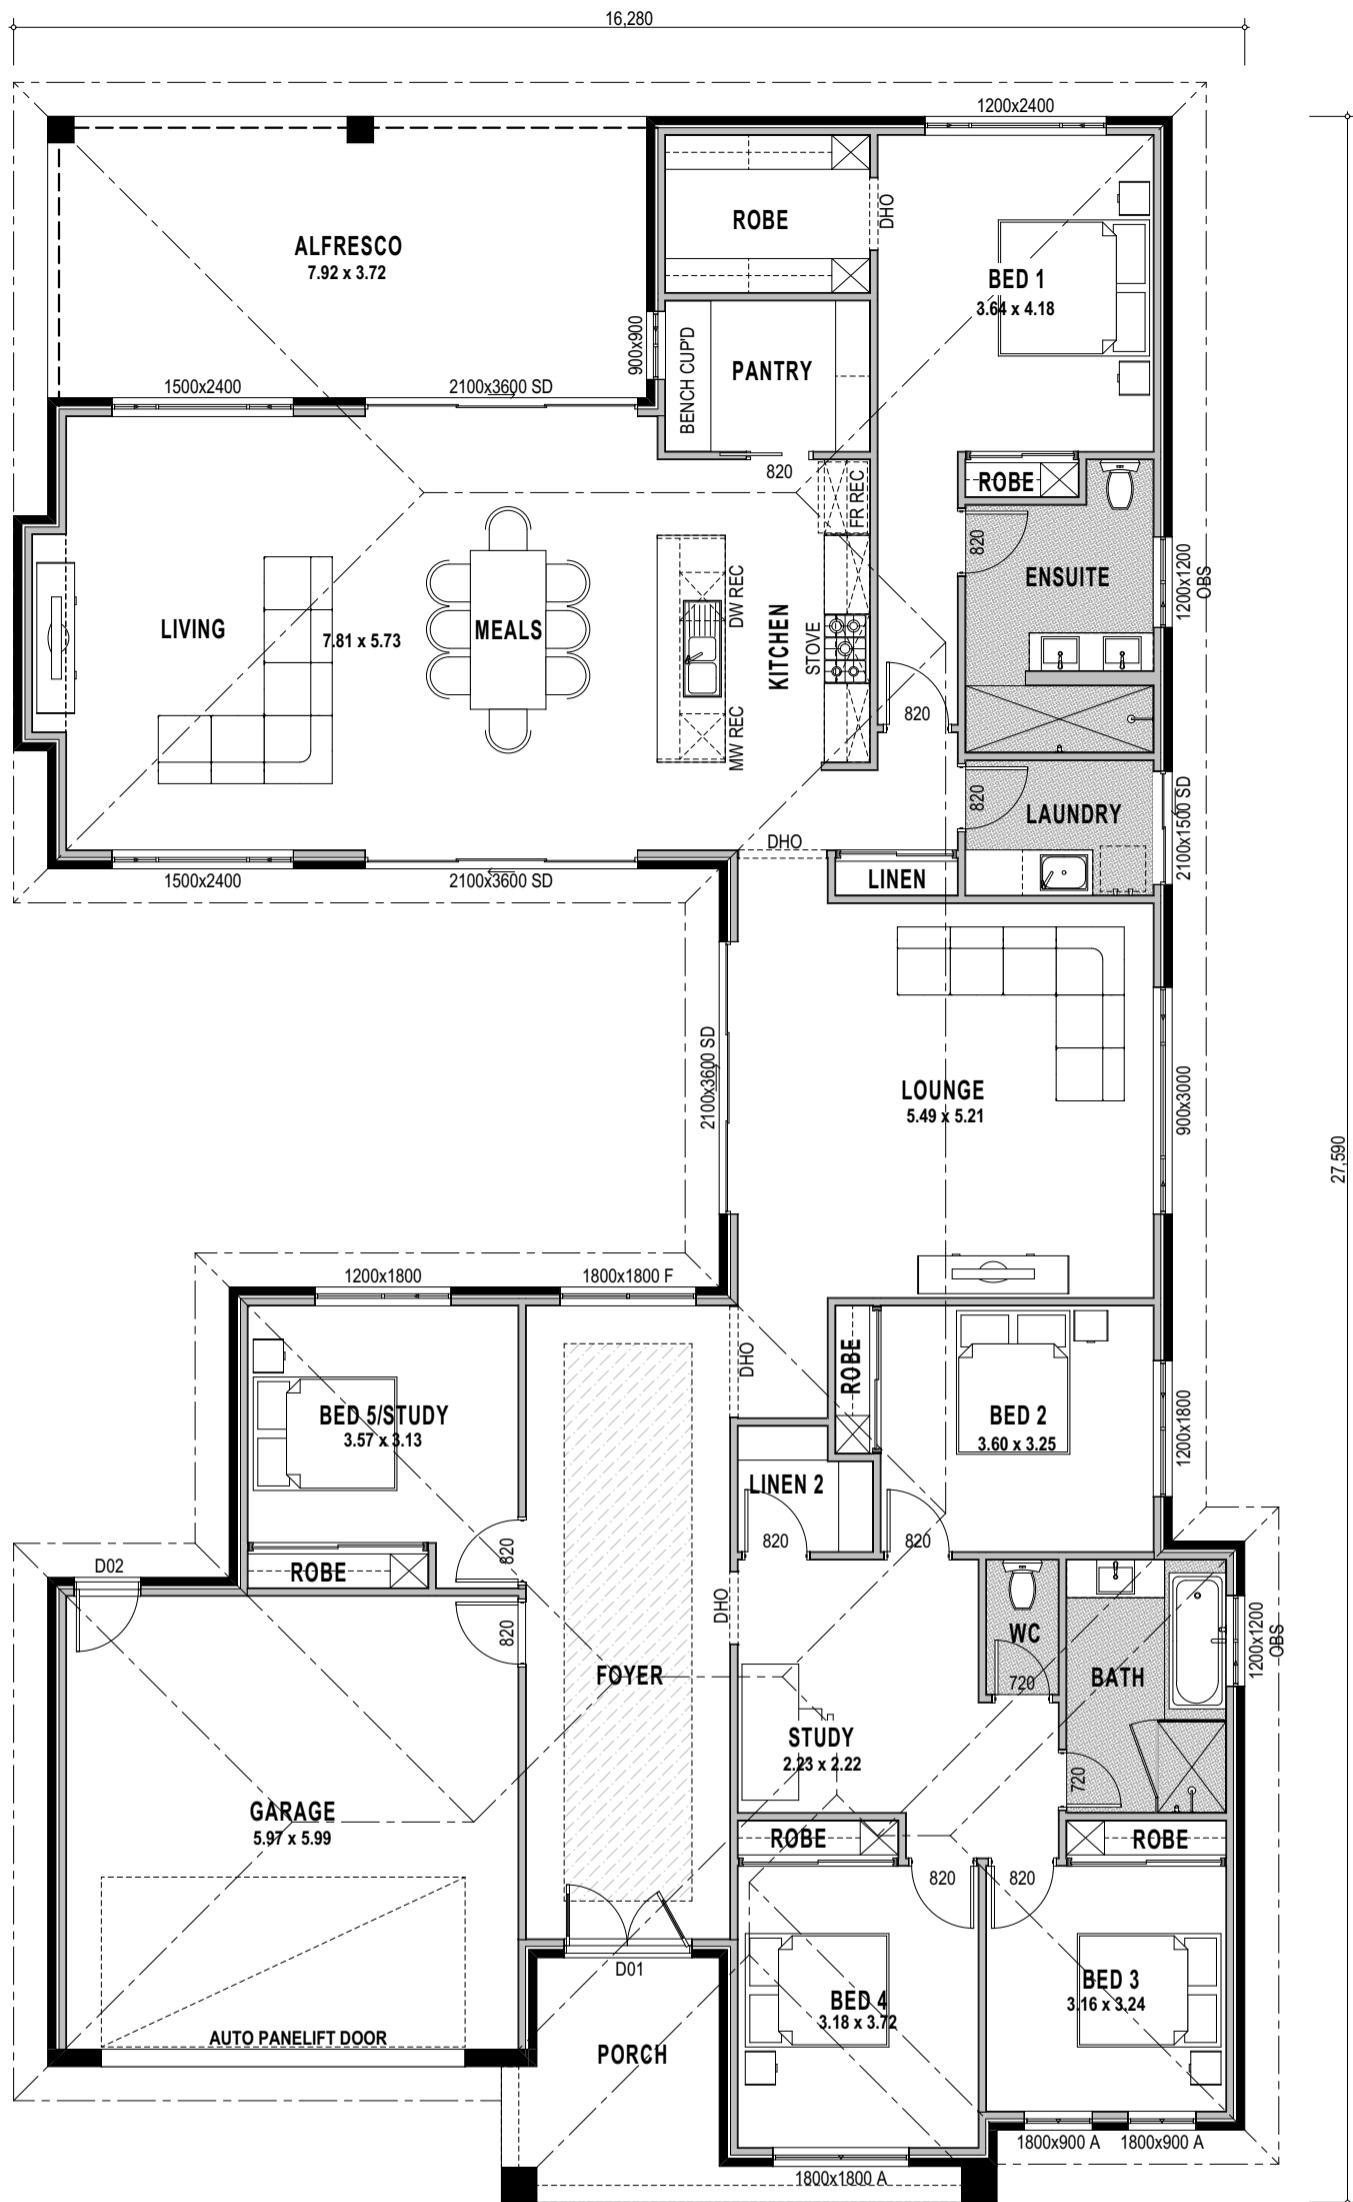 16,280
1200x2400
ROBE
DHO
ALFRESCO
7.92 x 3.72
BED 1
3.64 x 4.18
900x900
BENCH CUP'D
PANTRY
1500x2400
2100x3600 SD
820
FR REC
ROBE
820
ENSUITE
1200x1200
OBS
LIVING
7.81 x 5.73
MEALS
DW REC
KITCHEN
STOVE
MW REC
820
820
LAUNDRY
2100x1500 SD
DHO
1500x2400
2100x3600 SD
LINEN
2100x3600 SD
LOUNGE
5.49 x 5.21
900x3000
27,590
1200x1800
1800x1800 F
DHO
ROBE
BED 5/STUDY
3.57 x 3.13
BED 2
3.60 x 3.25
1200x1800
LINEN 2
820
820
820
D02
ROBE
DHO
820
WC
720
BATH
1200x1200
OBS
FOYER
STUDY
2.23 x 2.22
720
GARAGE
5.97 x 5.99
ROBE
ROBE
820
820
D01
BED 4
3.18 x 3.72
BED 3
3.16 x 3.24
AUTO PANELIFT DOOR
PORCH
1800x900 A
1800x900 A
1800x1800 A